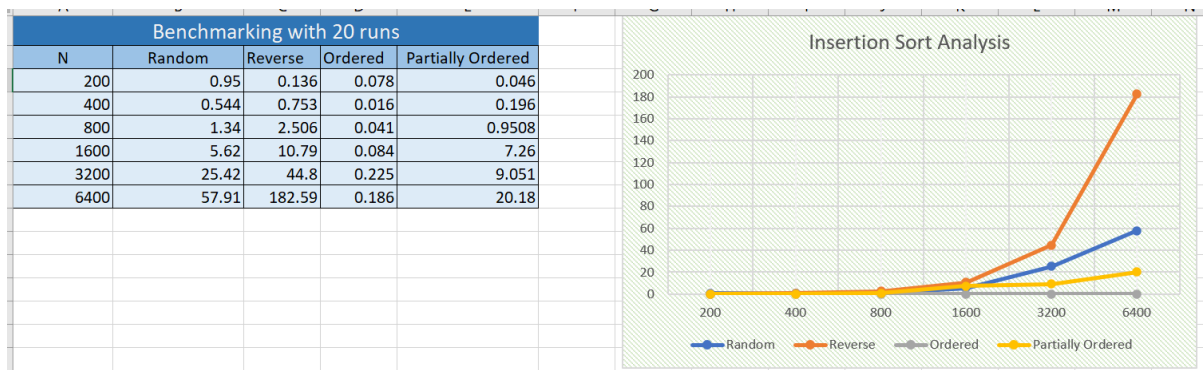 Benchmarking with 20 runs
N Random Reverse Ordered Partially Ordered
200 0.95 0.136 0.078 0.046
400 0.544 0.753 0.016 0.196
800 1.34 2.506 0.041 0.9508
1600 5.62 10.79 0.084 7.26
3200 25.42 44.8 0.225 9.051
6400 57.91 182.59 0.186 20.18
Insertion Sort Analysis
200
180
160
140
120
100
80
60
40
20
0
200 400 800 1600 3200 6400
Random Reverse Ordered Partially Ordered